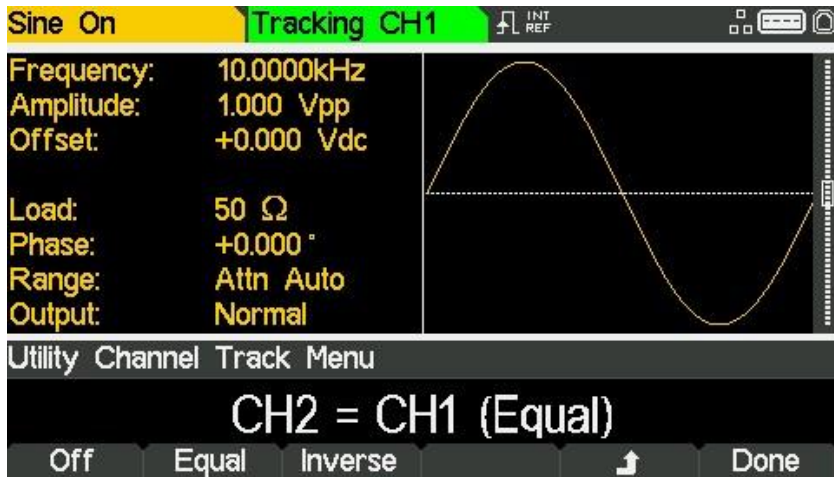 Sine On Tracking CH1 INT REF
Frequency: 10.0000kHz
Amplitude: 1.000 Vpp
Offset: +0.000 Vdc
Load: 50 Ω
Phase: +0.000 °
Range: Attn Auto
Output: Normal
Utility Channel Track Menu
CH2 = CH1 (Equal)
Off Equal Inverse Done